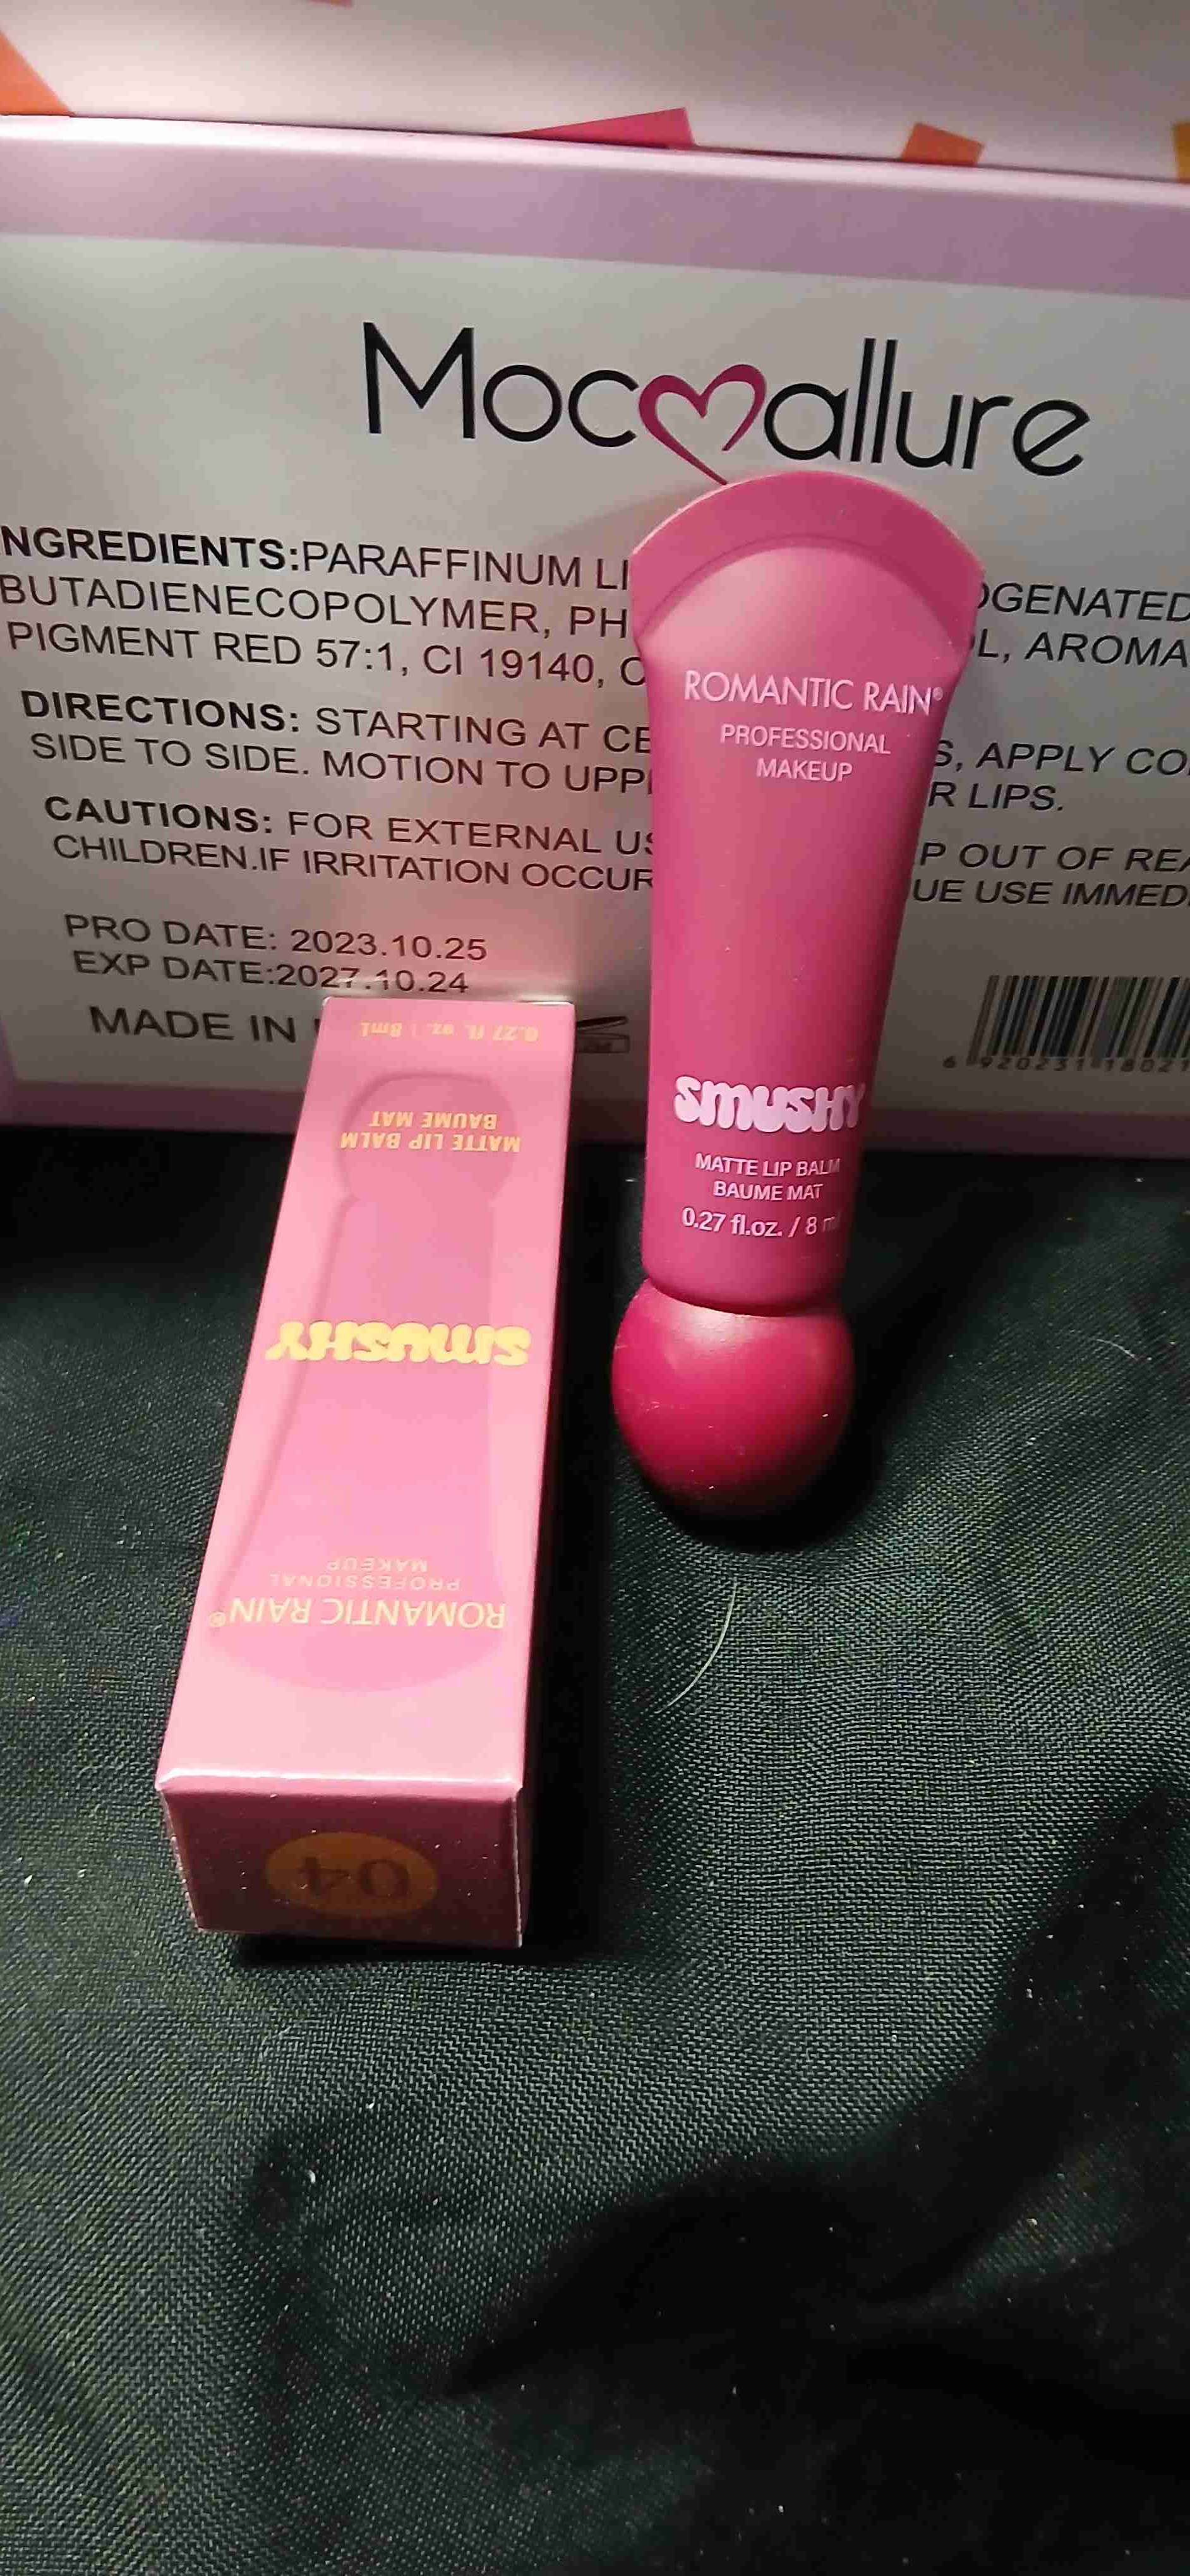 Mocallure
NGREDIENTS:PARAFFINUM LI OGENATED
BUTADIENECOPOLYMER, PH L, AROMA
PIGMENT RED 57:1, CI 19140, C
DIRECTIONS: STARTING AT CE S, APPLY CO
SIDE TO SIDE. MOTION TO UPP R LIPS.
CAUTIONS: FOR EXTERNAL US P OUT OF REA
CHILDREN.IF IRRITATION OCCUR UE USE IMMED
PRO DATE: 2023.10.25
EXP DATE:2027.10.24
MADE IN
6 920231 18021
ROMANTIC RAIN®
PROFESSIONAL
MAKEUP
SMUSHY
MATTE LIP BALM
BAUME MAT
0.27 fl.oz. / 8 m
ROMANTIC RAIN®
PROFESSIONAL
MAKEUP
SMUSHY
MATTE LIP BALM
BAUME MAT
0.27 fl. oz. | 8mL
04